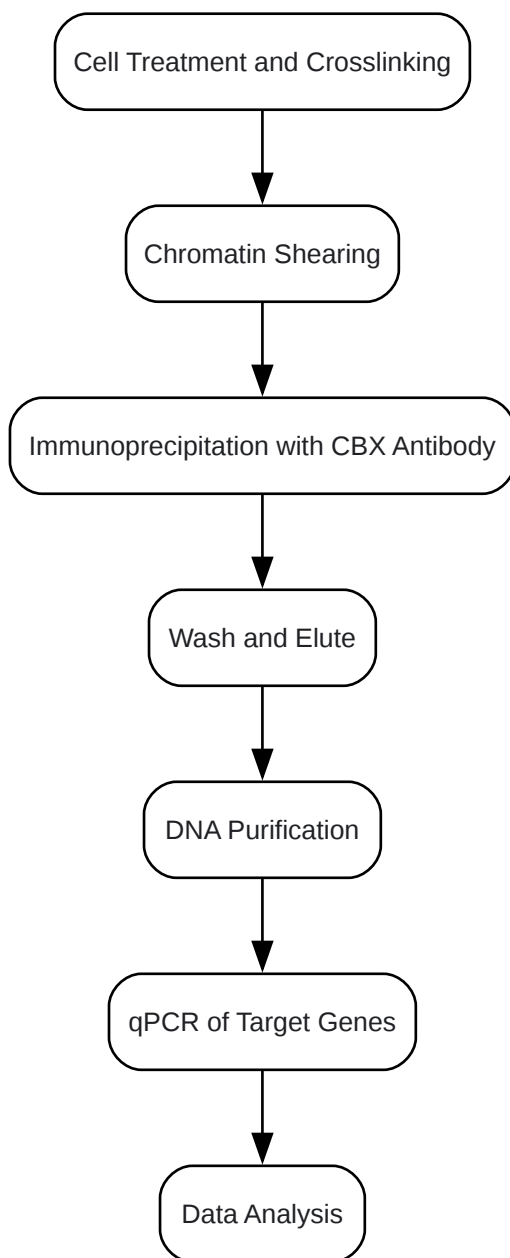 Cell Treatment and Crosslinking
Chromatin Shearing
Immunoprecipitation with CBX Antibody
Wash and Elute
DNA Purification
qPCR of Target Genes
Data Analysis